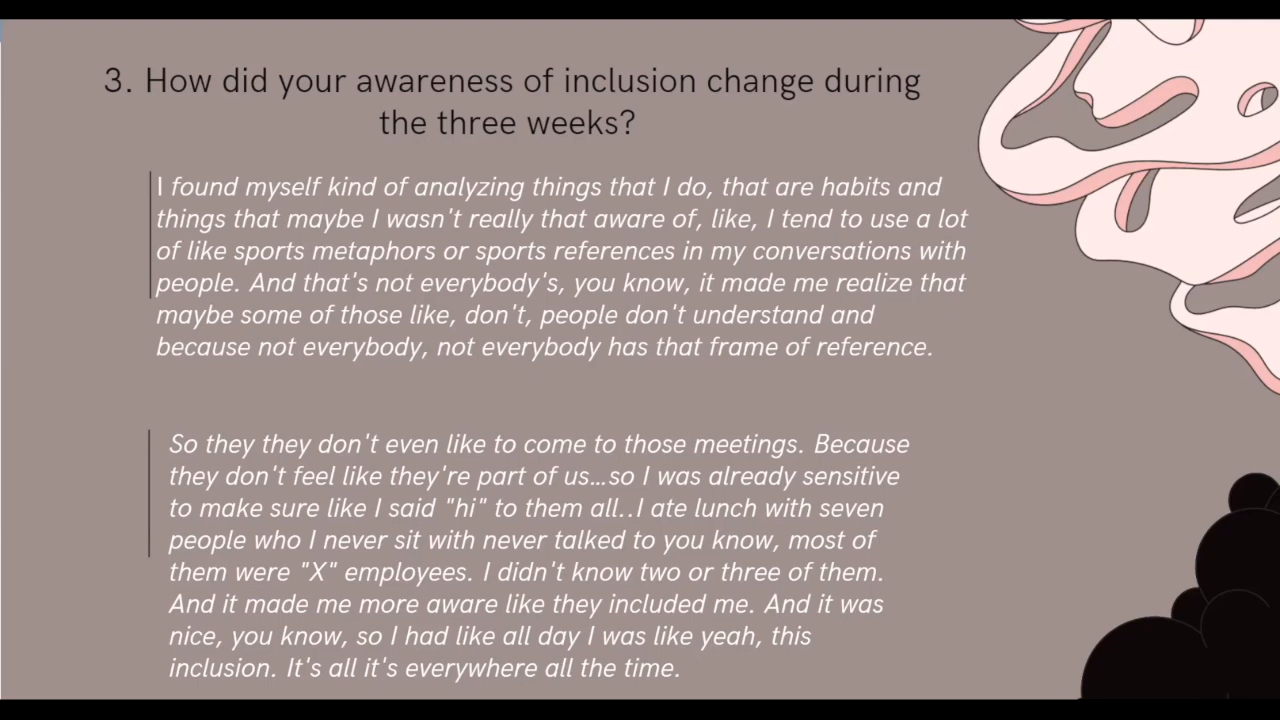 3. How did your awareness of inclusion change during
the three weeks?
I found myself kind of analyzing things that I do, that are habits and
things that maybe I wasn't really that aware of, like, I tend to use a lot
of like sports metaphors or sports references in my conversations with
people. And that's not everybody's, you know, it made me realize that
maybe some of those like, don't, people don't understand and
because not everybody, not everybody has that frame of reference.
So they they don't even like to come to those meetings. Because
they don't feel like they're part of us...so I was already sensitive
to make sure like I said "hi" to them all..I ate lunch with seven
people who I never sit with never talked to you know, most of
them were "X" employees. I didn't know two or three of them.
And it made me more aware like they included me. And it was
nice, you know, so I had like all day I was like yeah, this
inclusion. It's all it's everywhere all the time.